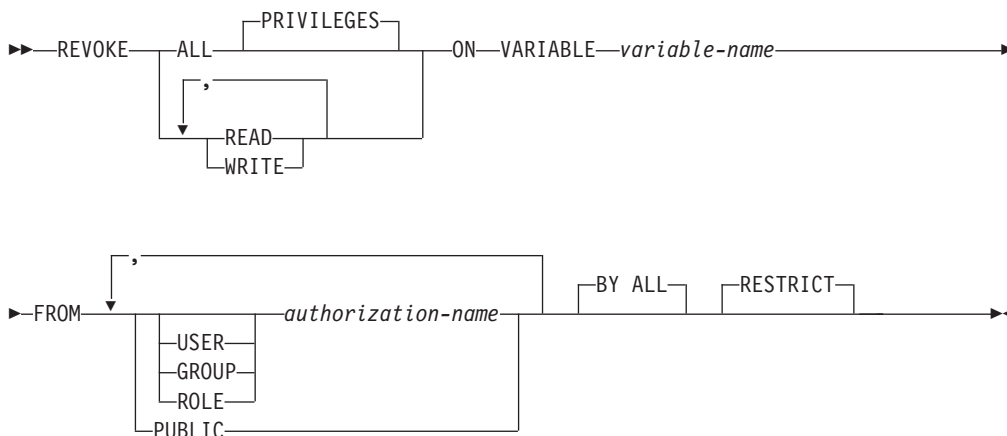 PRIVILEGES
REVOKE ALL ON VARIABLE variable-name
,
READ
WRITE
,
BY ALL RESTRICT
FROM authorization-name
USER
GROUP
ROLE
PUBLIC